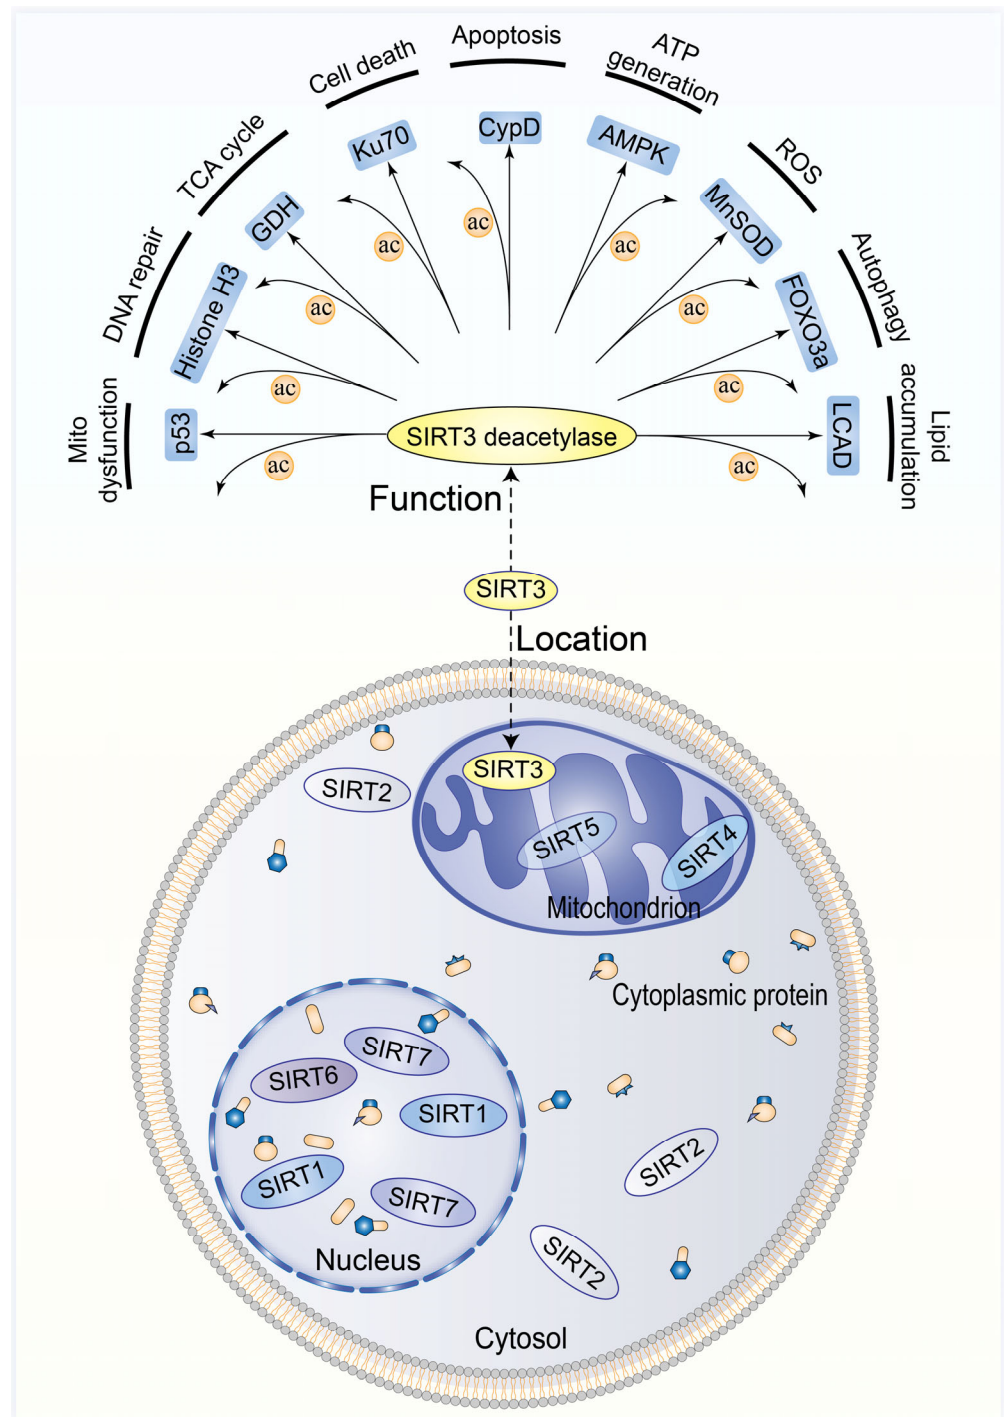 Apoptosis
ATP
generation
Cell death
ROS
TCA cycle
Autophagy
DNA repair
Lipid
accumulation
Mito
dysfunction
CypD
AMPK
Ku70
MnSOD
GDH
FOXO3a
Histone H3
LCAD
p53
ac
ac
ac
ac
ac
ac
ac
ac
ac
SIRT3 deacetylase
Function
SIRT3
Location
SIRT3
SIRT2
SIRT5
SIRT4
Mitochondrion
Cytoplasmic protein
SIRT7
SIRT6
SIRT1
SIRT1
SIRT7
Nucleus
SIRT2
SIRT2
Cytosol